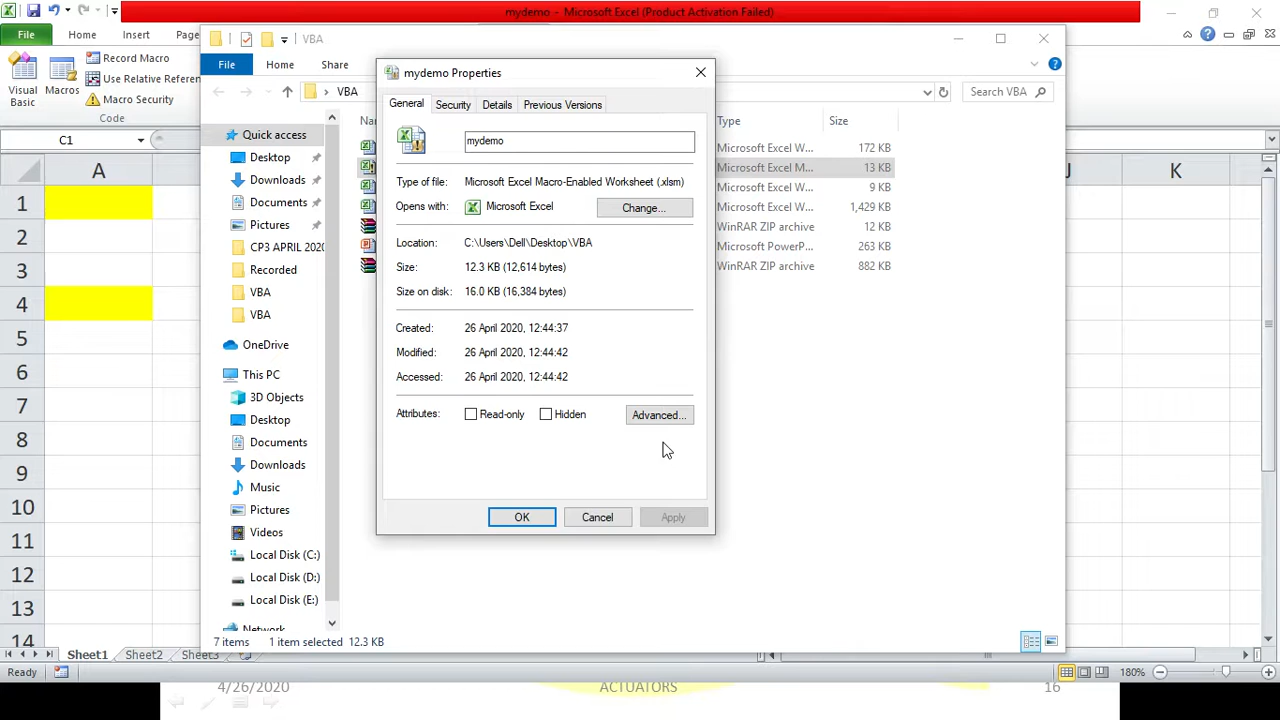 mydemo - Microsoft Excel (Product Activation Failed)
File Home Insert Page
Visual Basic
Macros
Record Macro
Use Relative Referen
Macro Security
Code
C1
VBA
File Home Share
VBA
Search VBA
mydemo Properties
General Security Details Previous Versions
mydemo
Type of file: Microsoft Excel Macro-Enabled Worksheet (.xlsm)
Opens with: Microsoft Excel Change...
Location: C:\Users\Dell\Desktop\VBA
Size: 12.3 KB (12,614 bytes)
Size on disk: 16.0 KB (16,384 bytes)
Created: 26 April 2020, 12:44:37
Modified: 26 April 2020, 12:44:42
Accessed: 26 April 2020, 12:44:42
Attributes: Read-only Hidden Advanced...
OK Cancel Apply
Quick access
Desktop
Downloads
Documents
Pictures
CP3 APRIL 2020
Recorded
VBA
VBA
OneDrive
This PC
3D Objects
Desktop
Documents
Downloads
Music
Pictures
Videos
Local Disk (C:)
Local Disk (D:)
Local Disk (E:)
Network
Na
Type Size
Microsoft Excel W... 172 KB
Microsoft Excel M... 13 KB
Microsoft Excel W... 9 KB
Microsoft Excel W... 1,429 KB
WinRAR ZIP archive 12 KB
Microsoft PowerP... 263 KB
WinRAR ZIP archive 882 KB
7 items 1 item selected 12.3 KB
A J K
1
2
3
4
5
6
7
8
9
10
11
12
13
14
Sheet1 Sheet2 Sheet3
Ready 180%
4/26/2020 ACTUATORS 16